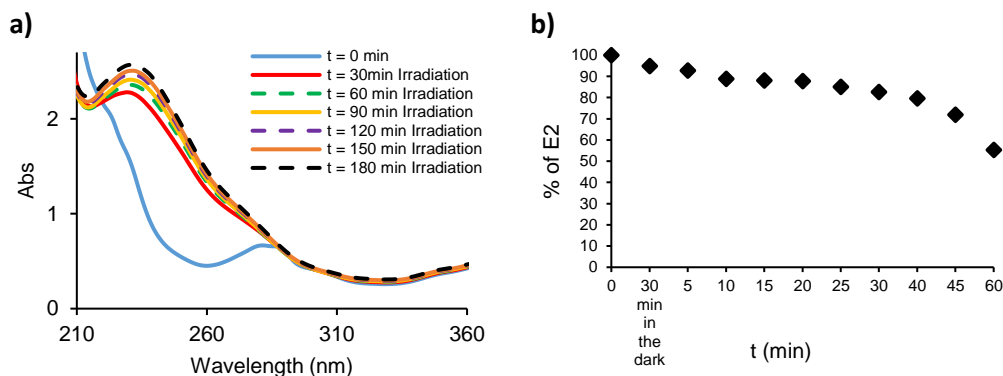 a)
Abs
2
1
0
210
260
310
360
Wavelength (nm)
t = 0 min
t = 30min Irradiation
t = 60 min Irradiation
t = 90 min Irradiation
t = 120 min Irradiation
t = 150 min Irradiation
t = 180 min Irradiation
b)
% of E2
100
90
80
70
60
50
40
30
20
10
0
0
30
min
in
the
dark
5
10
15
20
25
30
40
45
60
t (min)